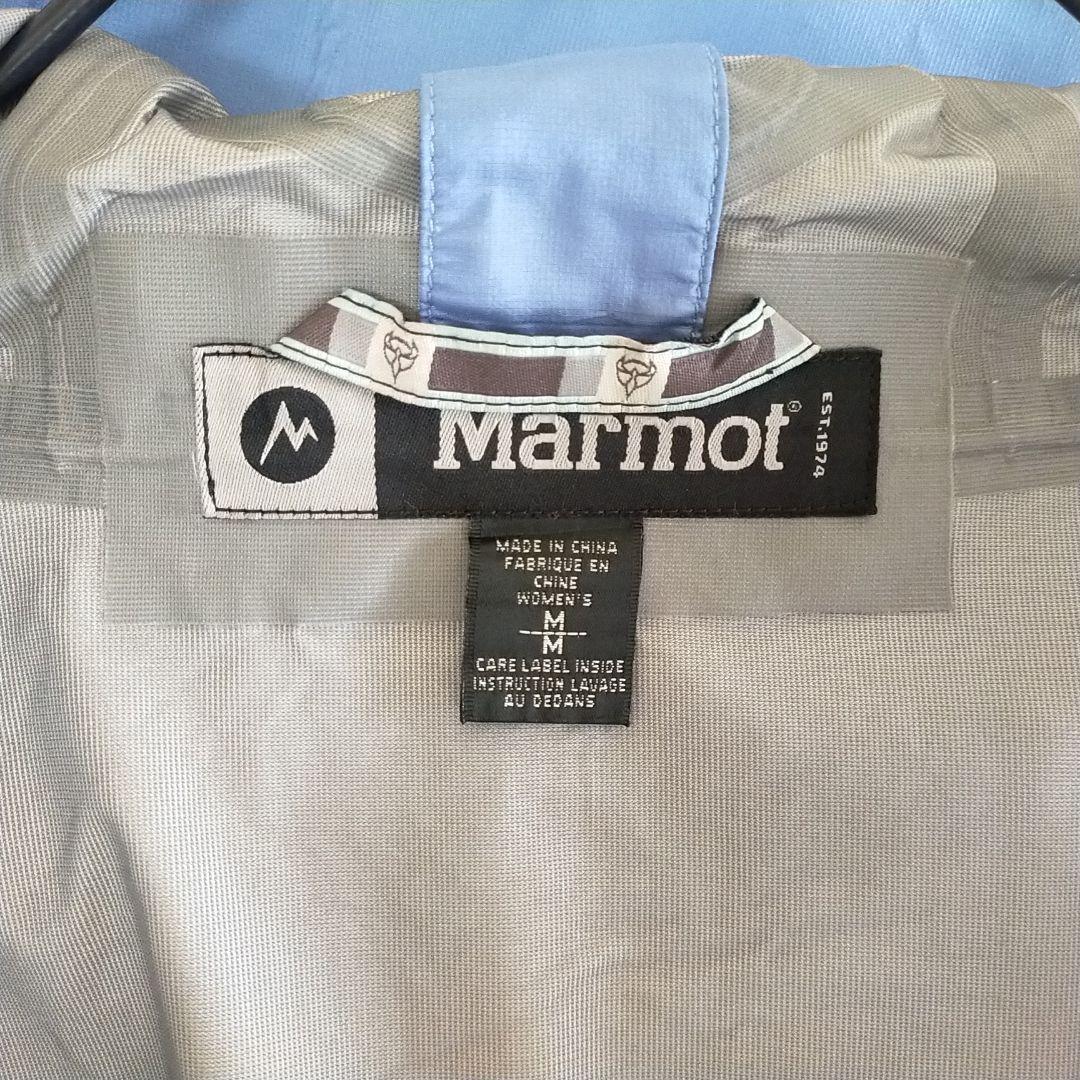 Marmot®
EST.1974
MADE IN CHINA
FABRIQUE EN
CHINE
WOMEN'S
M
M
CARE LABEL INSIDE
INSTRUCTION LAVAGE
AU DEDANS